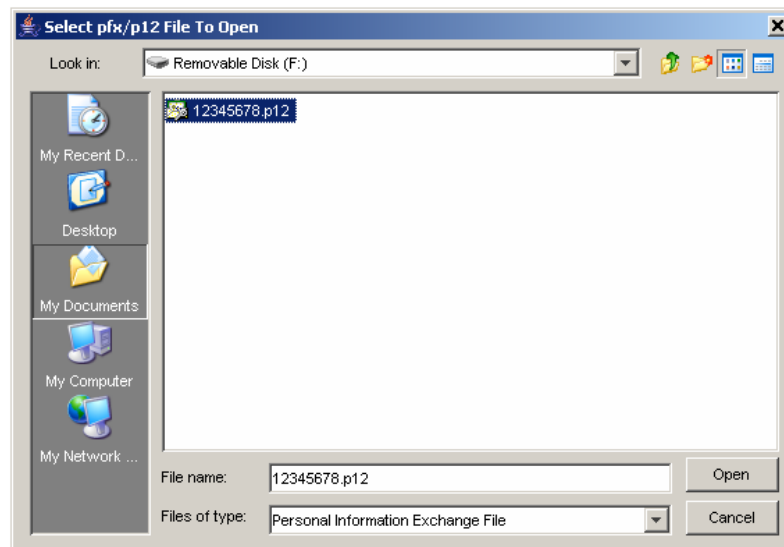 Select pfx/p12 File To Open
Look in:
Removable Disk (F:)
12345678.p12
My Recent D...
Desktop
My Documents
My Computer
My Network ...
File name:
12345678.p12
Open
Files of type:
Personal Information Exchange File
Cancel